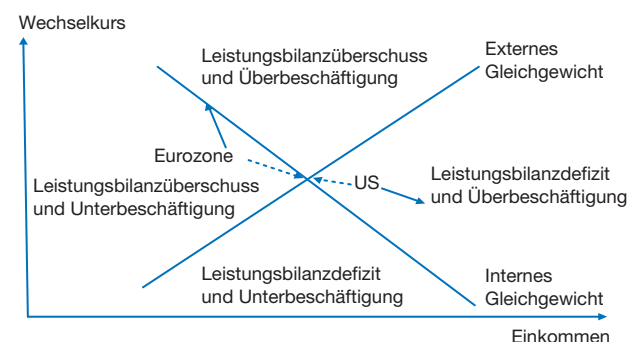 Wechselkurs
Leistungsbilanzüberschuss
und Überbeschäftigung
Externes
Gleichgewicht
Eurozone
Leistungsbilanzüberschuss
und Unterbeschäftigung
US
Leistungsbilanzdefizit
und Überbeschäftigung
Leistungsbilanzdefizit
und Unterbeschäftigung
Internes
Gleichgewicht
Einkommen